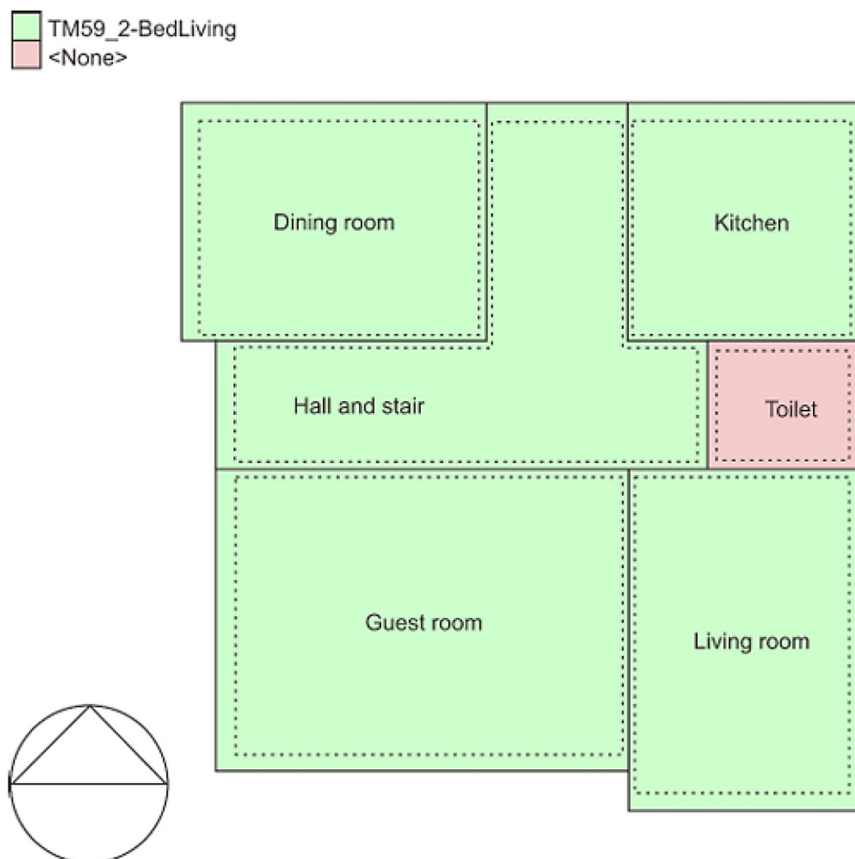 TM59_2-BedLiving
<None>
Dining room
Kitchen
Hall and stair
Toilet
Guest room
Living room